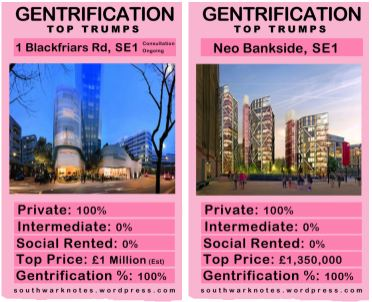 GENTRIFICATION
TOP TRUMPS
1 Blackfriars Rd, SE1 Consultation Ongoing
Private: 100%
Intermediate: 0%
Social Rented: 0%
Top Price: £1 Million (Est)
Gentrification %: 100%
southwarknotes.wordpress.com
GENTRIFICATION
TOP TRUMPS
Neo Bankside, SE1
Private: 100%
Intermediate: 0%
Social Rented: 0%
Top Price: £1,350,000
Gentrification %: 100%
southwarknotes.wordpress.com